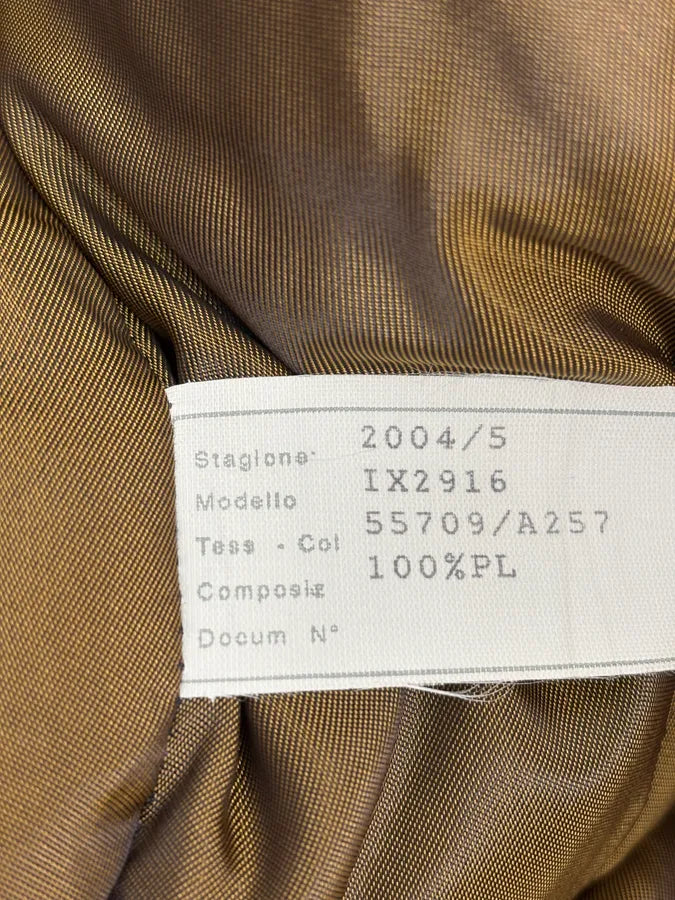 Stagione 2004/5
Modello IX2916
Tess - Col 55709/A257
Composiz 100%PL
Docum N°